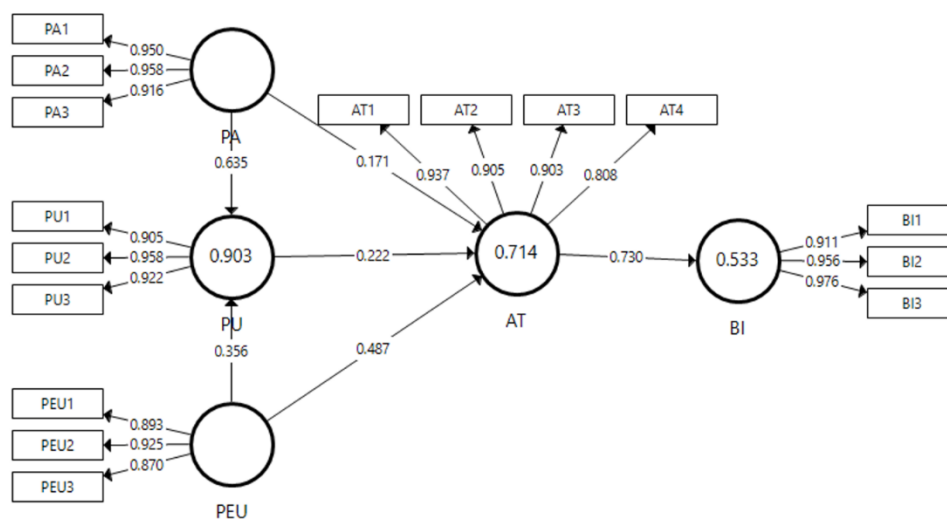 PA1
0.950
PA2
0.958
PA3
0.916
PA
0.635
0.171
AT1
AT2
AT3
AT4
0.937
0.905
0.903
0.808
PU1
0.905
PU2
0.958
PU3
0.922
0.903
PU
0.222
0.714
AT
0.730
0.533
BI
0.911
BI1
0.956
BI2
0.976
BI3
0.356
0.487
PEU1
0.893
PEU2
0.925
PEU3
0.870
PEU